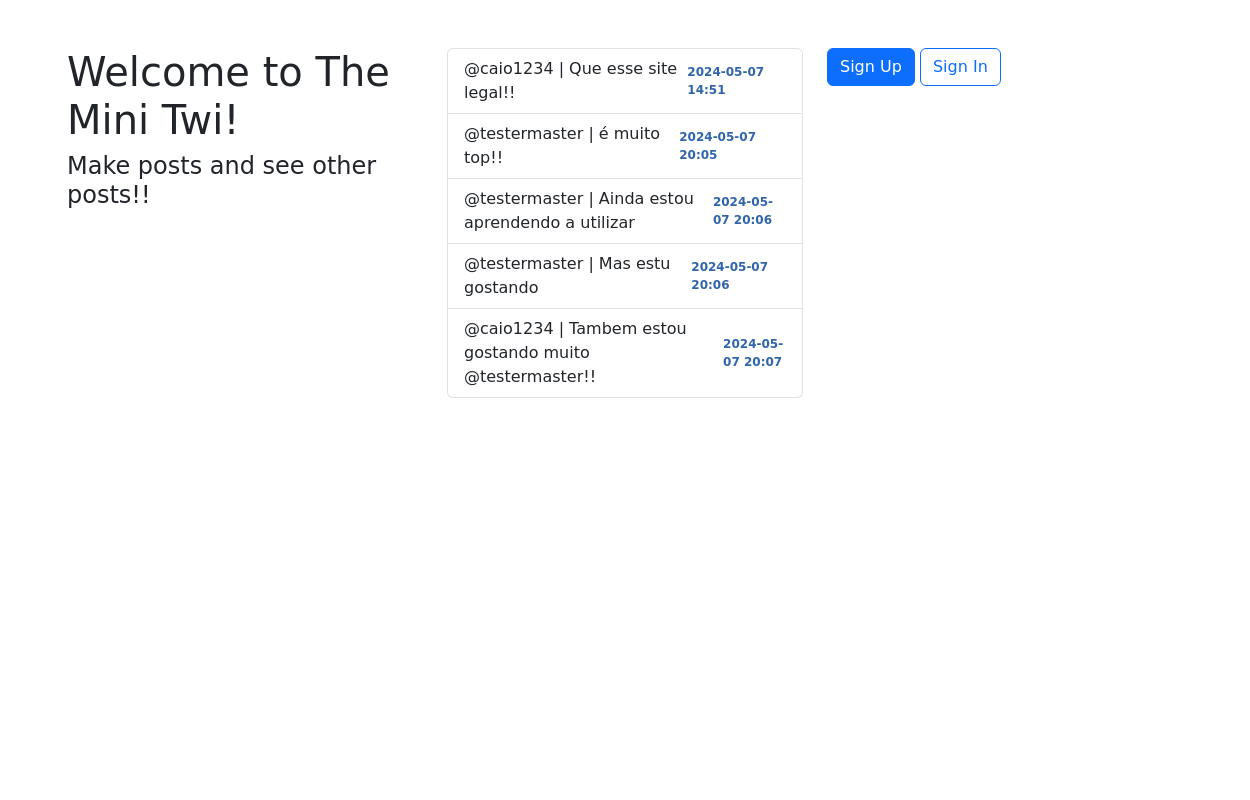 Welcome to The
Mini Twi!
Make posts and see other
posts!!
@caio1234 | Que esse site
legal!!
2024-05-07
14:51
@testermaster | é muito
top!!
2024-05-07
20:05
@testermaster | Ainda estou
aprendendo a utilizar
2024-05-
07 20:06
@testermaster | Mas estu
gostando
2024-05-07
20:06
@caio1234 | Tambem estou
gostando muito
@testermaster!!
2024-05-
07 20:07
Sign Up
Sign In